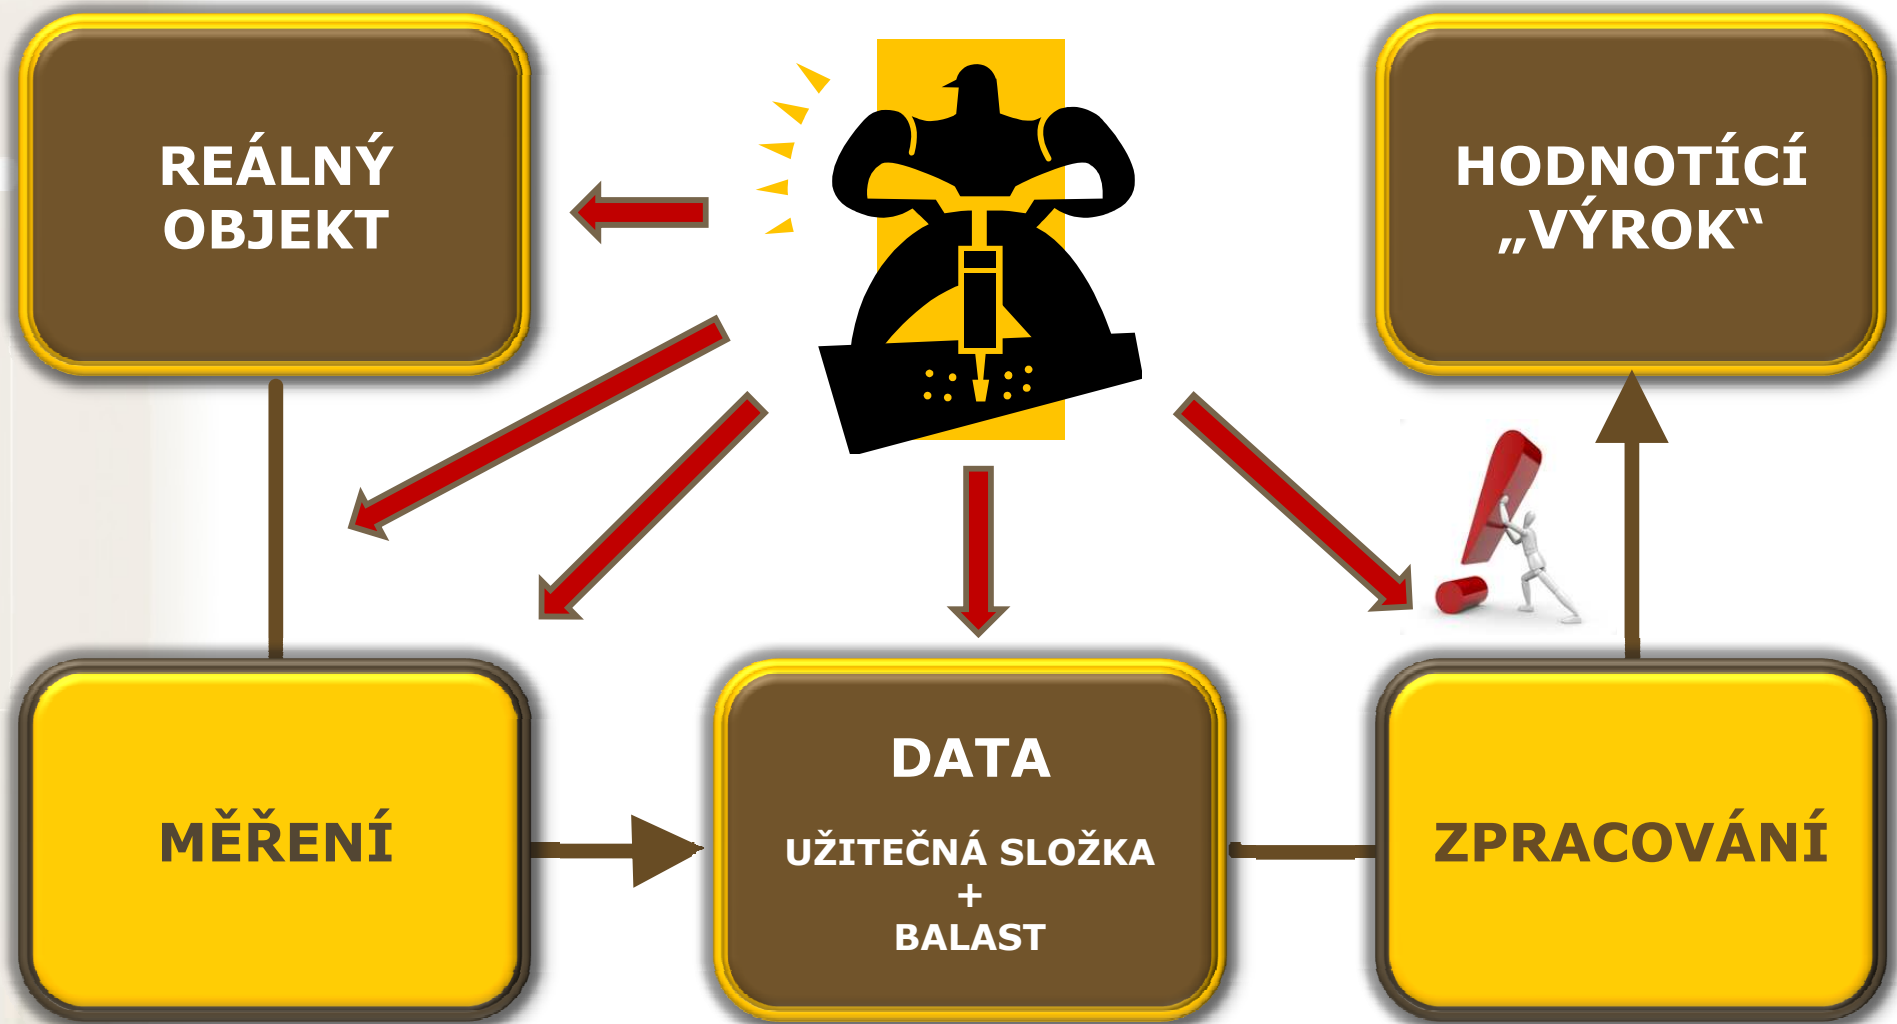 REÁLNÝ
OBJEKT
HODNOTÍCÍ
„VÝROK“
MĚŘENÍ
DATA
UŽITEČNÁ SLOŽKA
+
BALAST
ZPRACOVÁNÍ